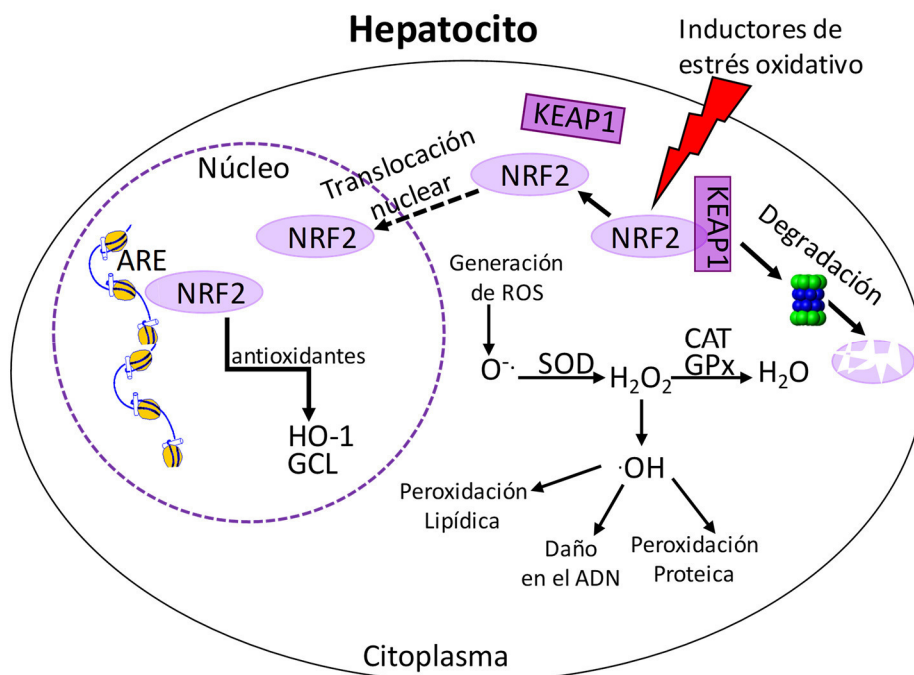 Hepatocito
Inductores de
estrés oxidativo
KEAP1
Núcleo
Translocación
nuclear
NRF2
NRF2
KEAP1
NRF2
Degradación
ARE
NRF2
antioxidantes
HO-1
GCL
Generación
de ROS
O⁻·
SOD
H₂O₂
CAT
GPx
H₂O
·OH
Peroxidación
Lipídica
Daño
en el ADN
Peroxidación
Proteica
Citoplasma